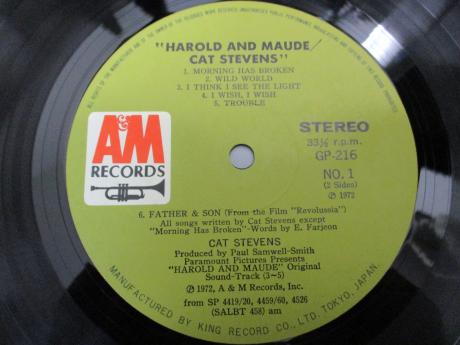 "HAROLD AND MAUDE/
CAT STEVENS"
1. MORNING HAS BROKEN
2. WILD WORLD
3. I THINK I SEE THE LIGHT
4. I WISH, I WISH
5. TROUBLE
A&M
RECORDS
STEREO
33⅓ r.p.m.
GP-216
NO. 1
(2 Sides)
℗ 1972
6. FATHER & SON (From the Film "Revolussia")
All songs written by Cat Stevens except
"Morning Has Broken"-Words by E. Farjeon
CAT STEVENS
Produced by Paul Samwell-Smith
Paramount Pictures Presents
"HAROLD AND MAUDE" Original
Sound-Track (3~5)
℗ 1972, A & M Records, Inc.
from SP 4419/20, 4459/60, 4526
(SALBT 458) am
MANUFACTURED BY KING RECORD CO., LTD. TOKYO, JAPAN.